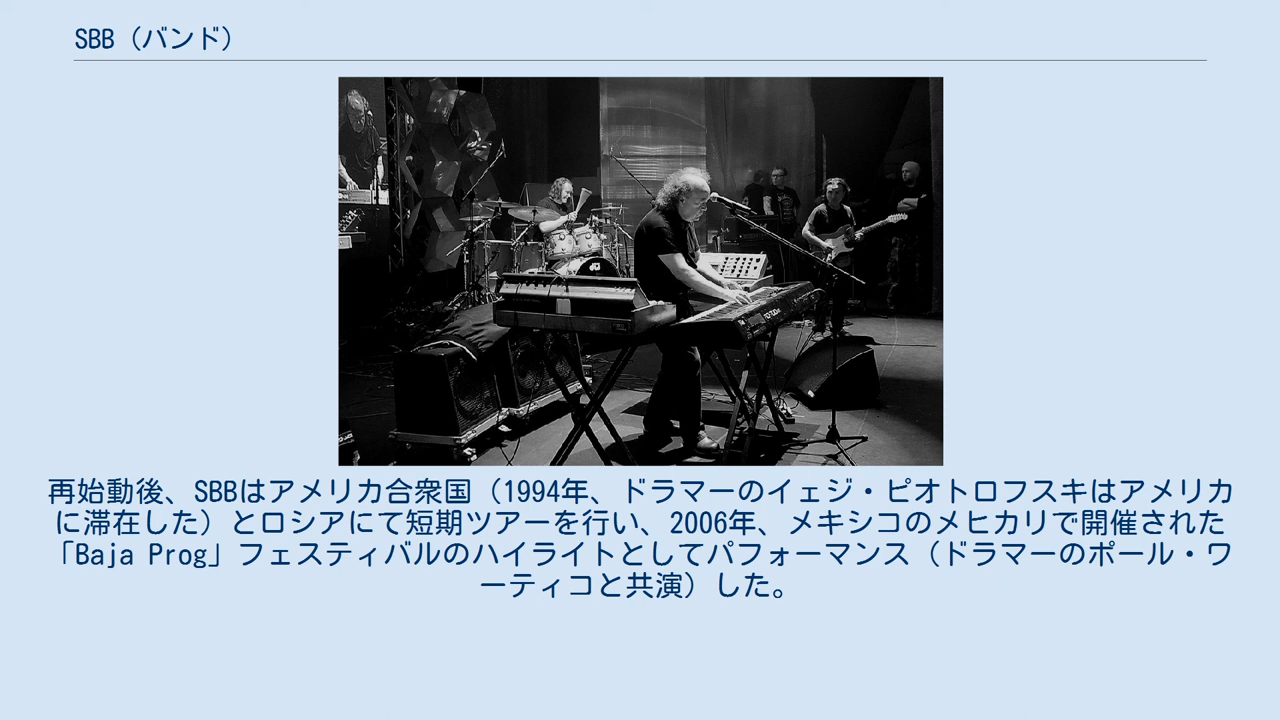 SBB（バンド）
再始動後、SBBはアメリカ合衆国（1994年、ドラマーのイェジ・ピオトロフスキはアメリカ
に滞在した）とロシアにて短期ツアーを行い、2006年、メキシコのメヒカリで開催された
「Baja Prog」フェスティバルのハイライトとしてパフォーマンス（ドラマーのポール・ワ
ーティコと共演）した。